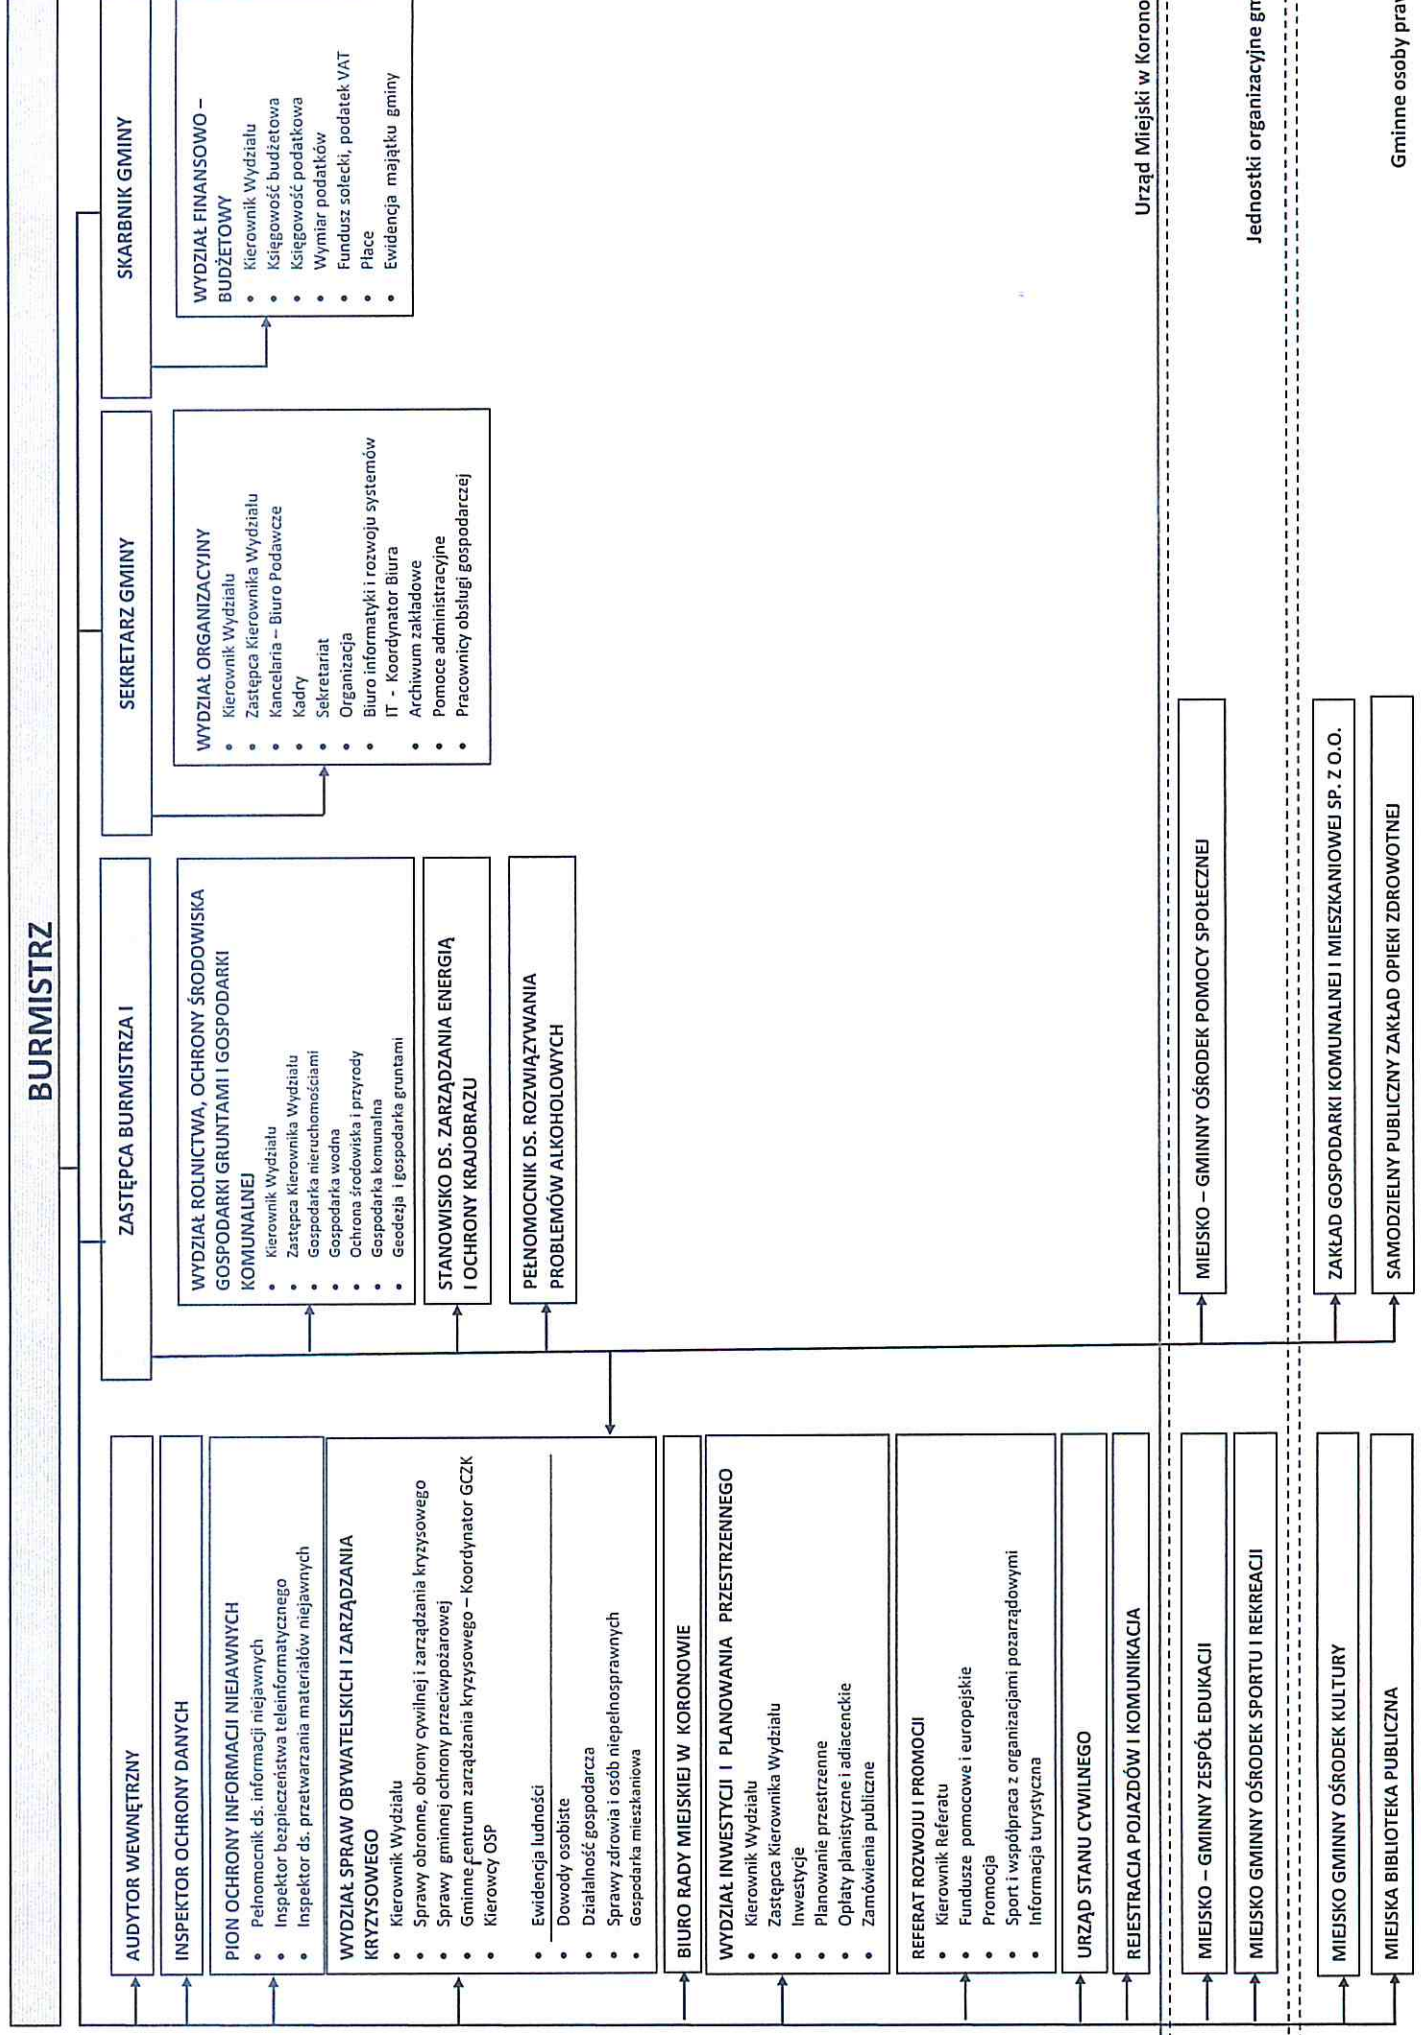 BURMISTRZ
AUDYTOR WEWNĘTRZNY
INSPEKTOR OCHRONY DANYCH
PION OCHRONY INFORMACJI NIEJAWNYCH
• Pełnomocnik ds. informacji niejawnych
• Inspektor bezpieczeństwa teleinformatycznego
• Inspektor ds. przetwarzania materiałów niejawnych
WYDZIAŁ SPRAW OBYWATELSKICH I ZARZĄDZANIA
KRYZYSOWEGO
• Kierownik Wydziału
• Sprawy obronne, obrony cywilnej i zarządzania kryzysowego
• Sprawy gminnej ochrony przeciwpożarowej
• Gminne centrum zarządzania kryzysowego – Koordynator GCZK
• Kierowcy OSP
• Ewidencja ludności
• Dowody osobiste
• Działalność gospodarcza
• Sprawy zdrowia i osób niepełnosprawnych
• Gospodarka mieszkaniowa
BIURO RADY MIEJSKIEJ W KORONOWIE
WYDZIAŁ INWESTYCJI I PLANOWANIA PRZESTRZENNEGO
• Kierownik Wydziału
• Zastępca Kierownika Wydziału
• Inwestycje
• Planowanie przestrzenne
• Opłaty planistyczne i adiacenckie
• Zamówienia publiczne
REFERAT ROZWOJU I PROMOCJI
• Kierownik Referatu
• Fundusze pomocowe i europejskie
• Promocja
• Sport i współpraca z organizacjami pozarządowymi
• Informacja turystyczna
URZĄD STANU CYWILNEGO
REJESTRACJA POJAZDÓW I KOMUNIKACJA
MIEJSKO – GMINNY ZESPÓŁ EDUKACJI
MIEJSKO GMINNY OŚRODEK SPORTU I REKREACJI
MIEJSKO GMINNY OŚRODEK KULTURY
MIEJSKA BIBLIOTEKA PUBLICZNA
ZASTĘPCA BURMISTRZA I
WYDZIAŁ ROLNICTWA, OCHRONY ŚRODOWISKA
GOSPODARKI GRUNTAMI I GOSPODARKI
KOMUNALNEJ
• Kierownik Wydziału
• Zastępca Kierownika Wydziału
• Gospodarka nieruchomościami
• Gospodarka wodna
• Ochrona środowiska i przyrody
• Gospodarka komunalna
• Geodezja i gospodarka gruntami
STANOWISKO DS. ZARZĄDZANIA ENERGIĄ
I OCHRONY KRAJOBRAZU
PEŁNOMOCNIK DS. ROZWIĄZYWANIA
PROBLEMÓW ALKOHOLOWYCH
MIEJSKO – GMINNY OŚRODEK POMOCY SPOŁECZNEJ
ZAKŁAD GOSPODARKI KOMUNALNEJ I MIESZKANIOWEJ SP. Z O.O.
SAMODZIELNY PUBLICZNY ZAKŁAD OPIEKI ZDROWOTNEJ
SEKRETARZ GMINY
WYDZIAŁ ORGANIZACYJNY
• Kierownik Wydziału
• Zastępca Kierownika Wydziału
• Kancelaria – Biuro Podawcze
• Kadry
• Sekretariat
• Organizacja
• Biuro informatyki i rozwoju systemów
IT - Koordynator Biura
• Archiwum zakładowe
• Pomoce administracyjne
• Pracownicy obsługi gospodarczej
SKARBNIK GMINY
WYDZIAŁ FINANSOWO –
BUDŻETOWY
• Kierownik Wydziału
• Księgowość budżetowa
• Księgowość podatkowa
• Wymiar podatków
• Fundusz sołecki, podatek VAT
• Płace
• Ewidencja majątku gminy
Urząd Miejski w Korono
Jednostki organizacyjne gm
Gminne osoby praw